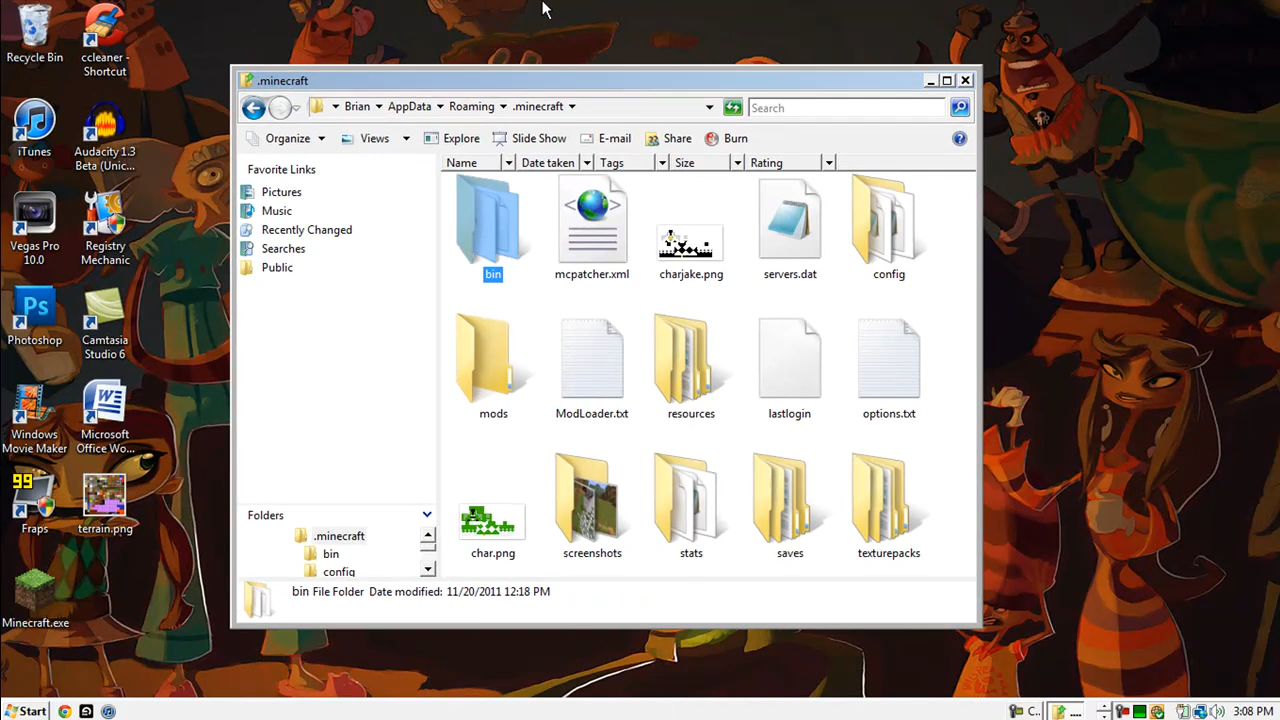 Recycle Bin
ccleaner -
Shortcut
iTunes
Audacity 1.3
Beta (Unic...
Vegas Pro
10.0
Registry
Mechanic
Ps
Photoshop
Camtasia
Studio 6
Windows
Movie Maker
W
Microsoft
Office Wo...
99
Fraps
terrain.png
Minecraft.exe
.minecraft
Brian
AppData
Roaming
.minecraft
Search
Organize
Views
Explore
Slide Show
E-mail
Share
Burn
Name
Date taken
Tags
Size
Rating
Favorite Links
Pictures
Music
Recently Changed
Searches
Public
Folders
.minecraft
bin
config
bin
mcpatcher.xml
charjake.png
servers.dat
config
mods
ModLoader.txt
resources
lastlogin
options.txt
char.png
screenshots
stats
saves
texturepacks
bin File Folder Date modified: 11/20/2011 12:18 PM
Start
C..
....
3:08 PM